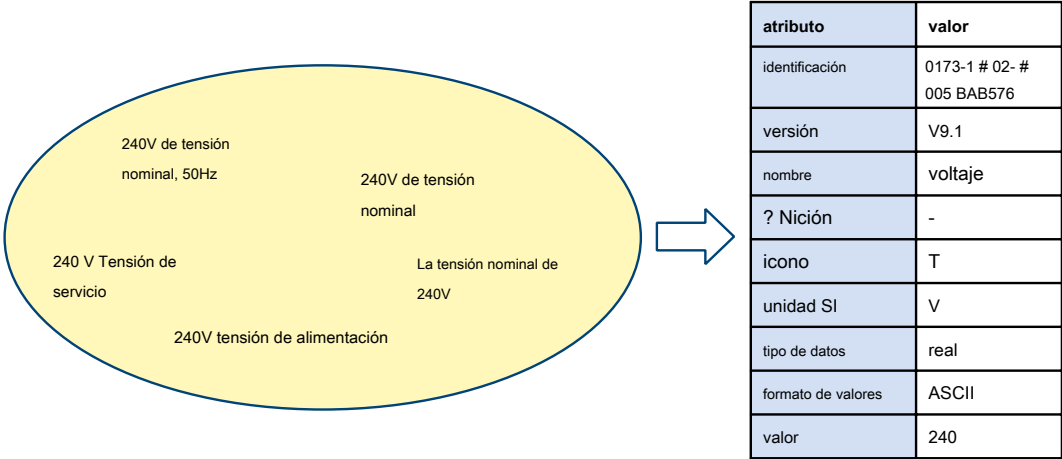 240V de tensión
nominal, 50Hz
240V de tensión
nominal
240 V Tensión de
servicio
La tensión nominal de
240V
240V tensión de alimentación
atributo valor
identificación 0173-1 # 02- #
005 BAB576
versión V9.1
nombre voltaje
? Nición -
icono T
unidad SI V
tipo de datos real
formato de valores ASCII
valor 240